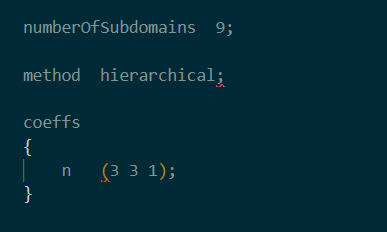 numberOfSubdomains  9;
method  hierarchical;
coeffs
{
    n   (3 3 1);
}